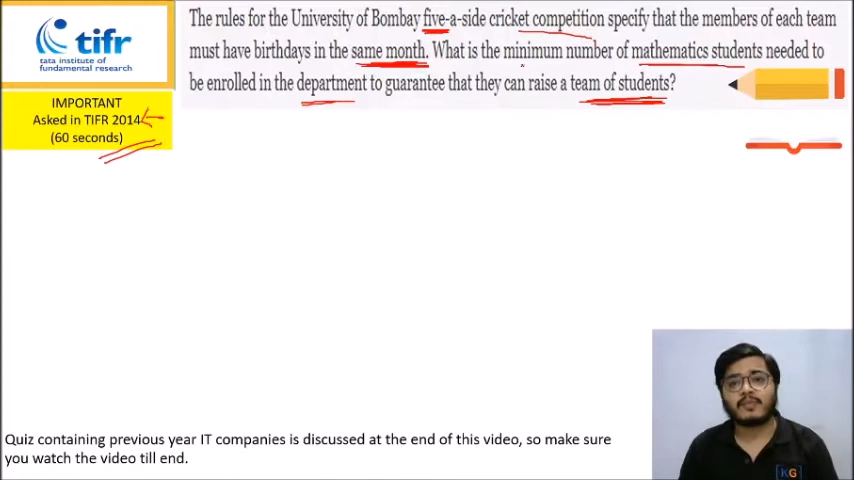 tifr
tata institute of
fundamental research
The rules for the University of Bombay five-a-side cricket competition specify that the members of each team
must have birthdays in the same month. What is the minimum number of mathematics students needed to
be enrolled in the department to guarantee that they can raise a team of students?
IMPORTANT
Asked in TIFR 2014
(60 seconds)
Quiz containing previous year IT companies is discussed at the end of this video, so make sure
you watch the video till end.
KG